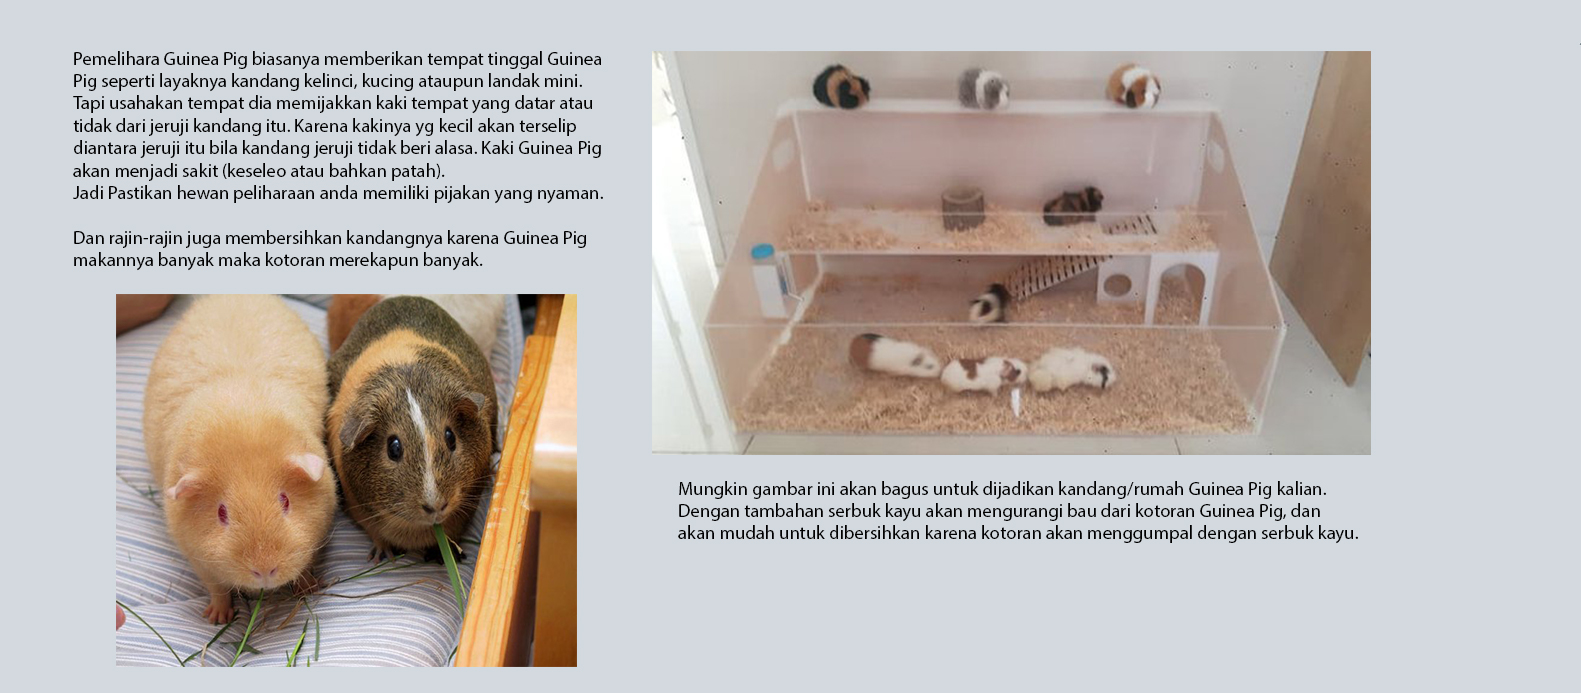 Pemelihara Guinea Pig biasanya memberikan tempat tinggal Guinea
Pig seperti layaknya kandang kelinci, kucing ataupun landak mini.
Tapi usahakan tempat dia memijakkan kaki tempat yang datar atau
tidak dari jeruji kandang itu. Karena kakinya yg kecil akan terselip
diantara jeruji itu bila kandang jeruji tidak beri alasa. Kaki Guinea Pig
akan menjadi sakit (keseleo atau bahkan patah).
Jadi Pastikan hewan peliharaan anda memiliki pijakan yang nyaman.
Dan rajin-rajin juga membersihkan kandangnya karena Guinea Pig
makannya banyak maka kotoran merekapun banyak.
Mungkin gambar ini akan bagus untuk dijadikan kandang/rumah Guinea Pig kalian.
Dengan tambahan serbuk kayu akan mengurangi bau dari kotoran Guinea Pig, dan
akan mudah untuk dibersihkan karena kotoran akan menggumpal dengan serbuk kayu.